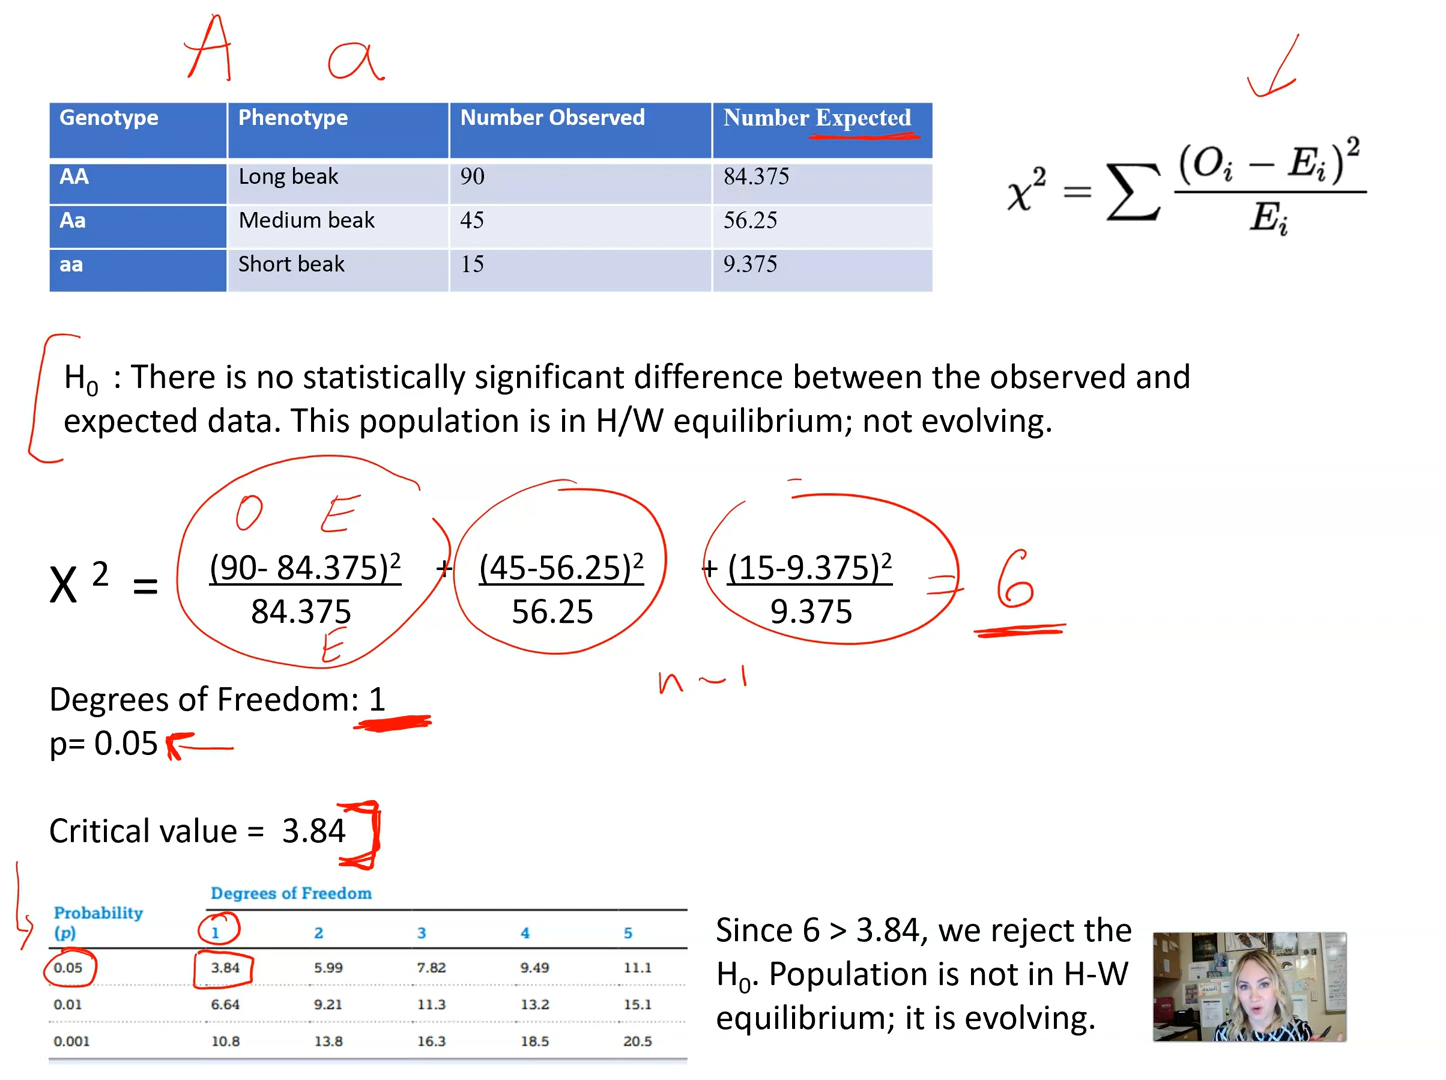 A a
Genotype Phenotype Number Observed Number Expected
AA Long beak 90 84.375
Aa Medium beak 45 56.25
aa Short beak 15 9.375
χ² = ∑ (Oᵢ − Eᵢ)² / Eᵢ
H₀ : There is no statistically significant difference between the observed and
expected data. This population is in H/W equilibrium; not evolving.
O E
X ² = (90- 84.375)² / 84.375 + (45-56.25)² / 56.25 + (15-9.375)² / 9.375 = 6
E
n - 1
Degrees of Freedom: 1
p= 0.05
Critical value = 3.84
Degrees of Freedom
Probability
(p) 1 2 3 4 5
0.05 3.84 5.99 7.82 9.49 11.1
0.01 6.64 9.21 11.3 13.2 15.1
0.001 10.8 13.8 16.3 18.5 20.5
Since 6 > 3.84, we reject the
H₀. Population is not in H-W
equilibrium; it is evolving.